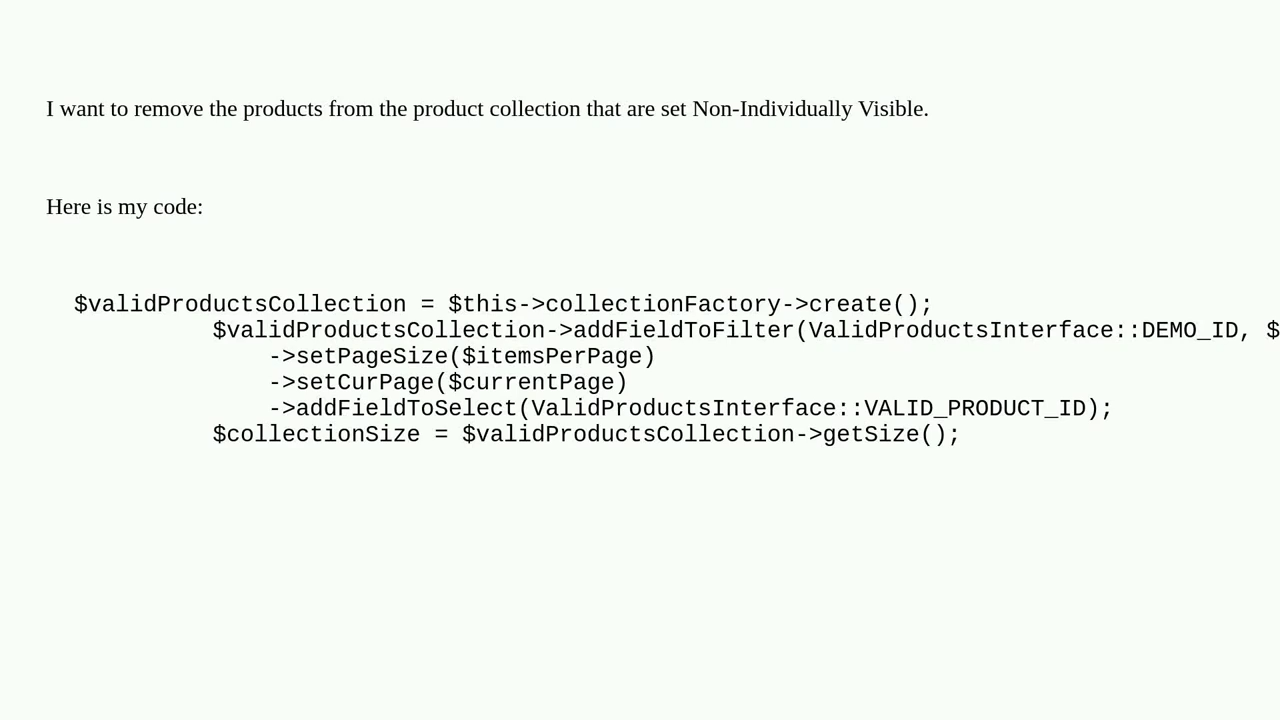 I want to remove the products from the product collection that are set Non-Individually Visible.
Here is my code:
$validProductsCollection = $this->collectionFactory->create();
$validProductsCollection->addFieldToFilter(ValidProductsInterface::DEMO_ID, $
->setPageSize($itemsPerPage)
->setCurPage($currentPage)
->addFieldToSelect(ValidProductsInterface::VALID_PRODUCT_ID);
$collectionSize = $validProductsCollection->getSize();